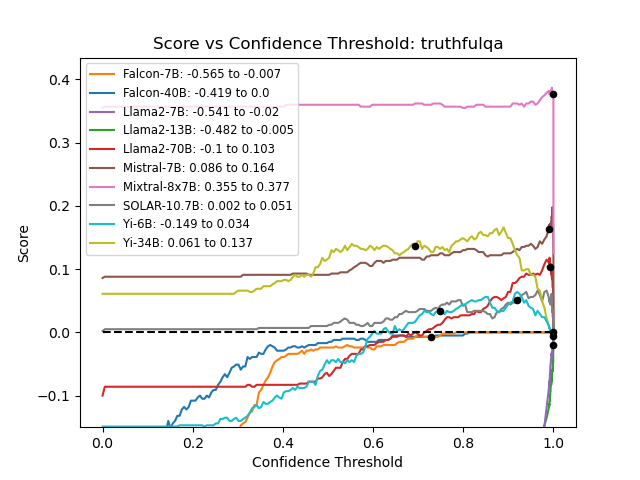 Score vs Confidence Threshold: truthfulqa
Falcon-7B: -0.565 to -0.007
Falcon-40B: -0.419 to 0.0
Llama2-7B: -0.541 to -0.02
Llama2-13B: -0.482 to -0.005
Llama2-70B: -0.1 to 0.103
Mistral-7B: 0.086 to 0.164
Mixtral-8x7B: 0.355 to 0.377
SOLAR-10.7B: 0.002 to 0.051
Yi-6B: -0.149 to 0.034
Yi-34B: 0.061 to 0.137
Score
0.4
0.3
0.2
0.1
0.0
−0.1
0.0 0.2 0.4 0.6 0.8 1.0
Confidence Threshold